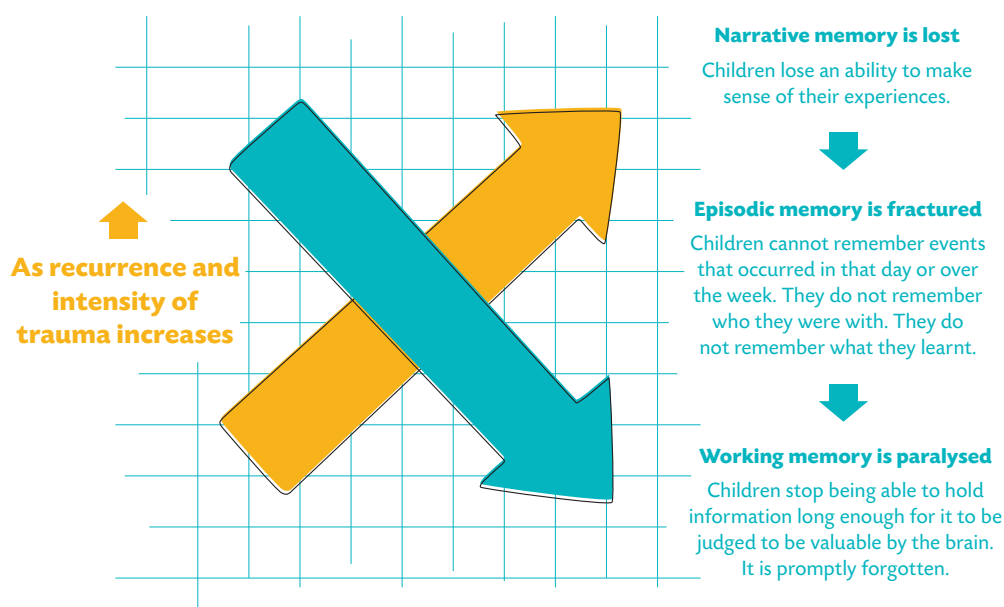 As recurrence and
intensity of
trauma increases
Narrative memory is lost
Children lose an ability to make
sense of their experiences.
Episodic memory is fractured
Children cannot remember events
that occurred in that day or over
the week. They do not remember
who they were with. They do
not remember what they learnt.
Working memory is paralysed
Children stop being able to hold
information long enough for it to be
judged to be valuable by the brain.
It is promptly forgotten.